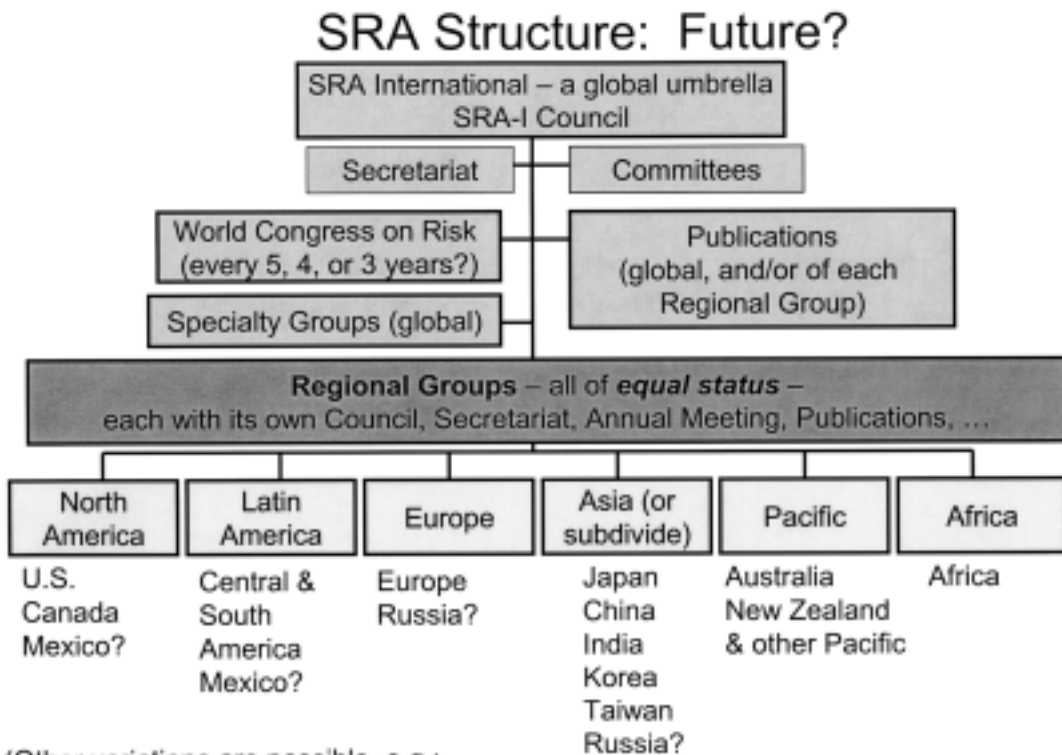 SRA Structure: Future?
SRA International – a global umbrella
SRA-I Council
Secretariat
Committees
World Congress on Risk
(every 5, 4, or 3 years?)
Publications
(global, and/or of each
Regional Group)
Specialty Groups (global)
Regional Groups – all of equal status –
each with its own Council, Secretariat, Annual Meeting, Publications, …
North
America
Latin
America
Europe
Asia (or
subdivide)
Pacific
Africa
U.S.
Canada
Mexico?
Central &
South
America
Mexico?
Europe
Russia?
Japan
China
India
Korea
Taiwan
Russia?
Australia
New Zealand
& other Pacific
Africa
(Other variations are possible, e.g.: